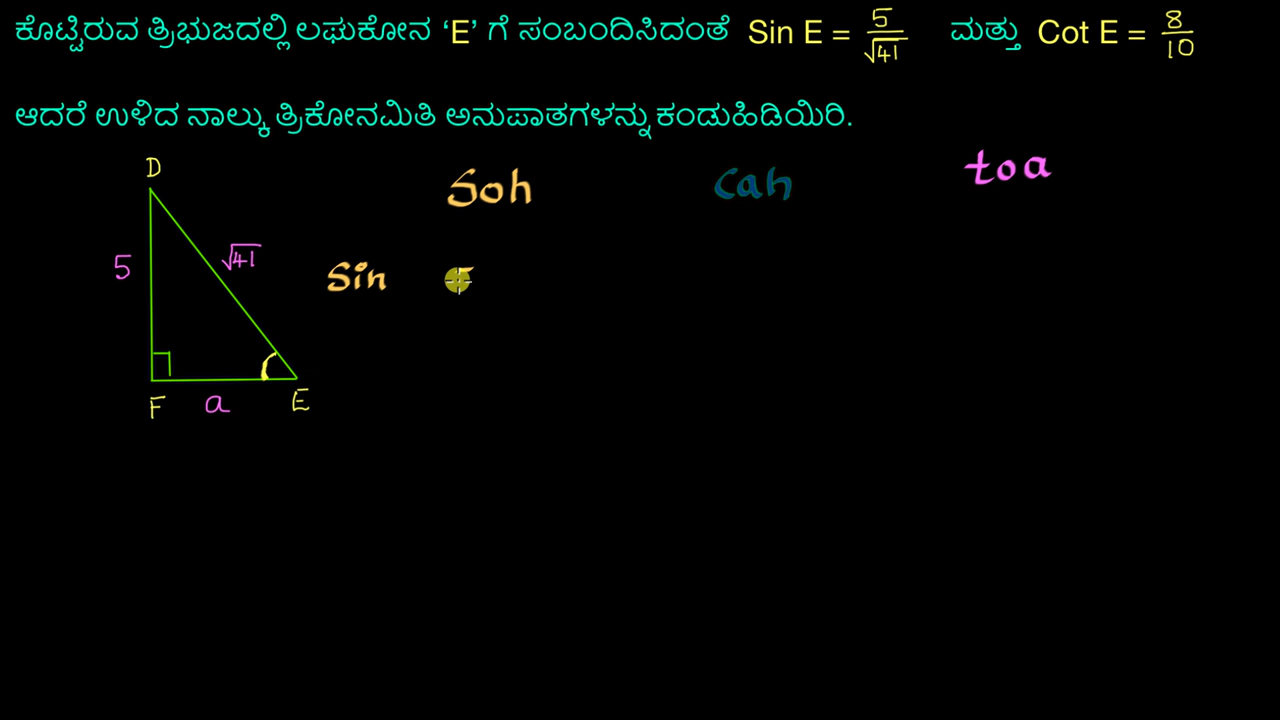 ಕೊಟ್ಟಿರುವ ತ್ರಿಭುಜದಲ್ಲಿ ಲಘುಕೋನ ‘E’ ಗೆ ಸಂಬಂದಿಸಿದಂತೆ Sin E = 5/√41 ಮತ್ತು Cot E = 8/10
ಆದರೆ ಉಳಿದ ನಾಲ್ಕು ತ್ರಿಕೋನಮಿತಿ ಅನುಪಾತಗಳನ್ನು ಕಂಡುಹಿಡಿಯಿರಿ.
D
Soh Cah toa
5 √41
Sin
F a E